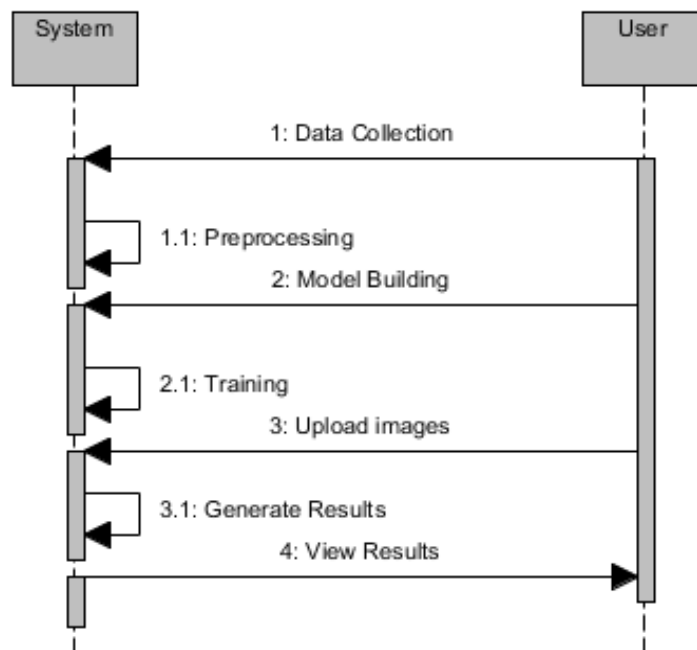 System
User
1: Data Collection
1.1: Preprocessing
2: Model Building
2.1: Training
3: Upload images
3.1: Generate Results
4: View Results